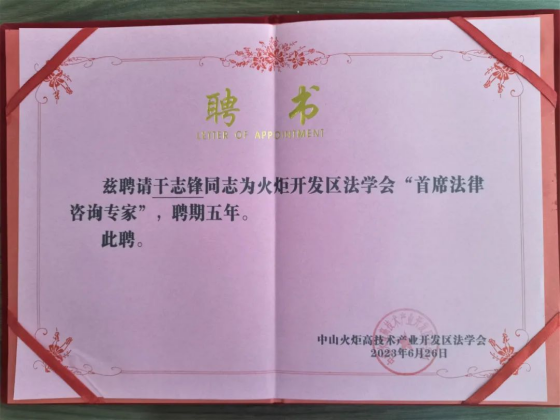 聘 书
LETTER OF APPOINTMENT
兹聘请干志锋同志为火炬开发区法学会“首席法律
咨询专家”，聘期五年。
此聘。
中山火炬高技术产业开发区法学会
2023年6月26日